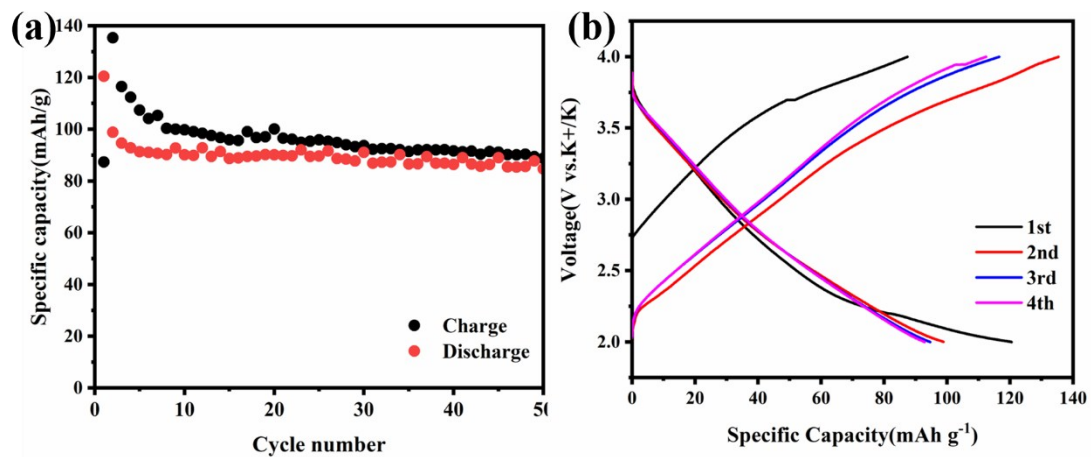 (a)
140
120
100
80
60
40
20
0
Specific capacity(mAh/g)
Charge
Discharge
0 10 20 30 40 50
Cycle number
(b)
4.0
3.5
3.0
2.5
2.0
Voltage(V vs.K+/K)
1st
2nd
3rd
4th
0 20 40 60 80 100 120 140
Specific Capacity(mAh g⁻¹)